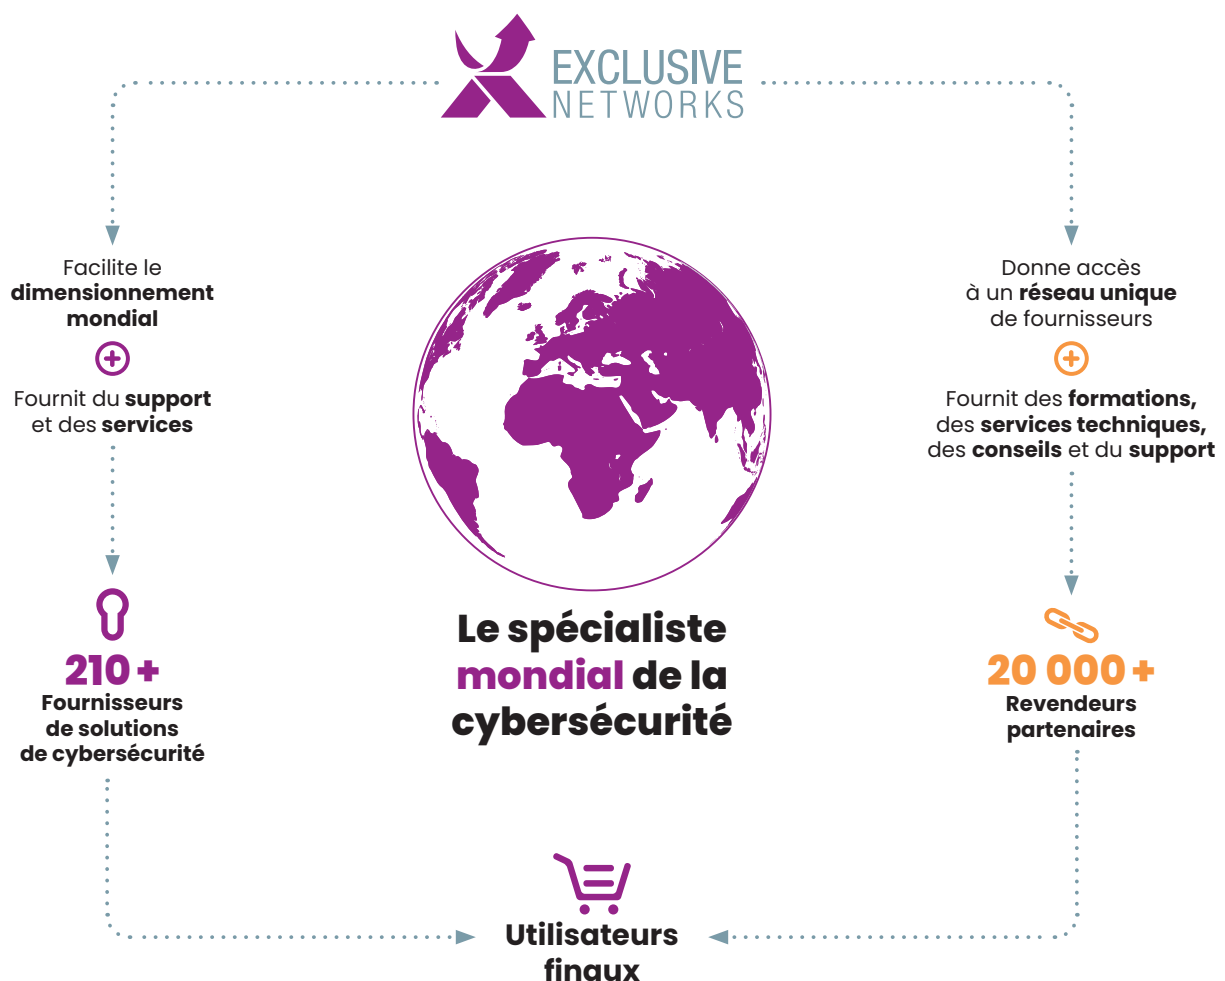 EXCLUSIVE
NETWORKS
Facilite le
dimensionnement
mondial
Fournit du support
et des services
210 +
Fournisseurs
de solutions
de cybersécurité
Donne accès
à un réseau unique
de fournisseurs
Fournit des formations,
des services techniques,
des conseils et du support
20 000 +
Revendeurs
partenaires
Le spécialiste
mondial de la
cybersécurité
Utilisateurs
finaux